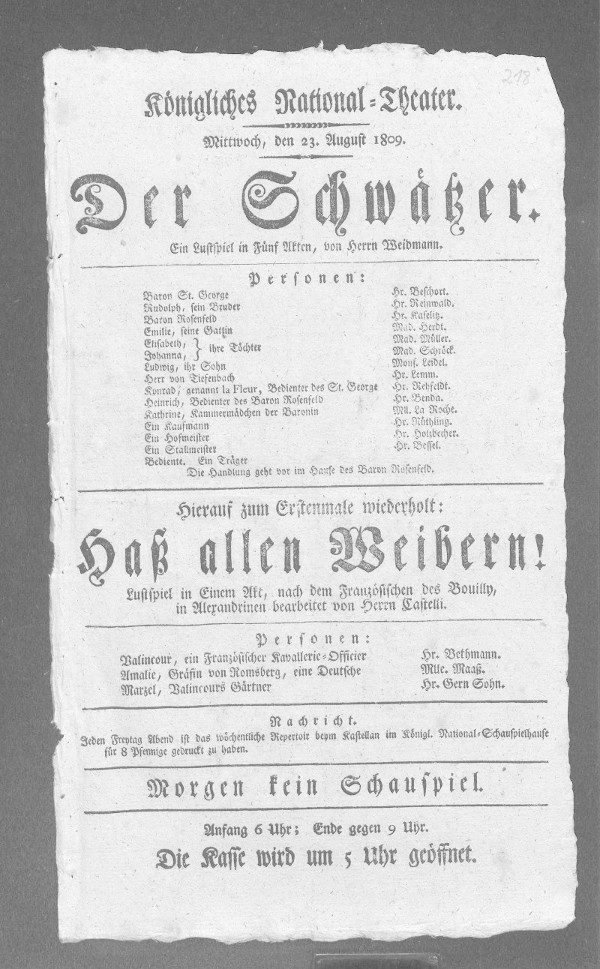 218
Königliches National-Theater.
Mittwoch, den 23. August 1809.
Der Schwätzer.
Ein Lustspiel in Fünf Akten, von Herrn Weidmann.
Personen:
Baron St. George Hr. Beschort.
Rudolph, sein Bruder Hr. Reinwald.
Baron Rosenfeld Hr. Kaselitz.
Emilie, seine Gattin Mad. Herdt.
Elisabeth, } ihre Töchter Mad. Müller.
Johanna, Mad. Schröck.
Ludwig, ihr Sohn Mons. Leidel.
Herr von Tiefenbach Hr. Lemm.
Konrad, genannt la Fleur, Bedienter des St. George Hr. Rehfeldt.
Heinrich, Bedienter des Baron Rosenfeld Hr. Benda.
Kathrine, Kammermädchen der Baronin Mll. La Roche.
Ein Kaufmann Hr. Rüthling.
Ein Hofmeister Hr. Holzbecher.
Ein Stallmeister Hr. Bessel.
Bediente. Ein Träger
Die Handlung geht vor im Hause des Baron Rosenfeld.
Hierauf zum Erstenmale wiederholt:
Haß allen Weibern!
Lustspiel in Einem Akt, nach dem Französischen des Bouilly,
in Alexandrinen bearbeitet von Herrn Castelli.
Personen:
Valincour, ein Französischer Kavallerie-Officier Hr. Bethmann.
Amalie, Gräfin von Romsberg, eine Deutsche Mlle. Maaß.
Marzel, Valincours Gärtner Hr. Gern Sohn.
Nachricht.
Jeden Freytag Abend ist das wöchentliche Repertoir beym Kastellan im Königl. National-Schauspielhause
für 8 Pfennige gedruckt zu haben.
Morgen kein Schauspiel.
Anfang 6 Uhr; Ende gegen 9 Uhr.
Die Kasse wird um 5 Uhr geöffnet.